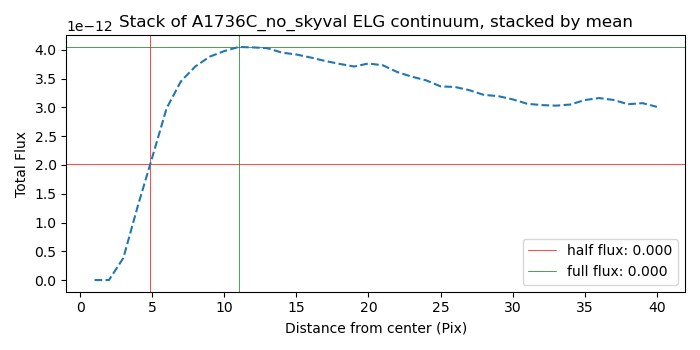 Stack of A1736C_no_skyval ELG continuum, stacked by mean
1e−12
4.0
3.5
3.0
2.5
2.0
1.5
1.0
0.5
0.0
Total Flux
half flux: 0.000
full flux: 0.000
0 5 10 15 20 25 30 35 40
Distance from center (Pix)